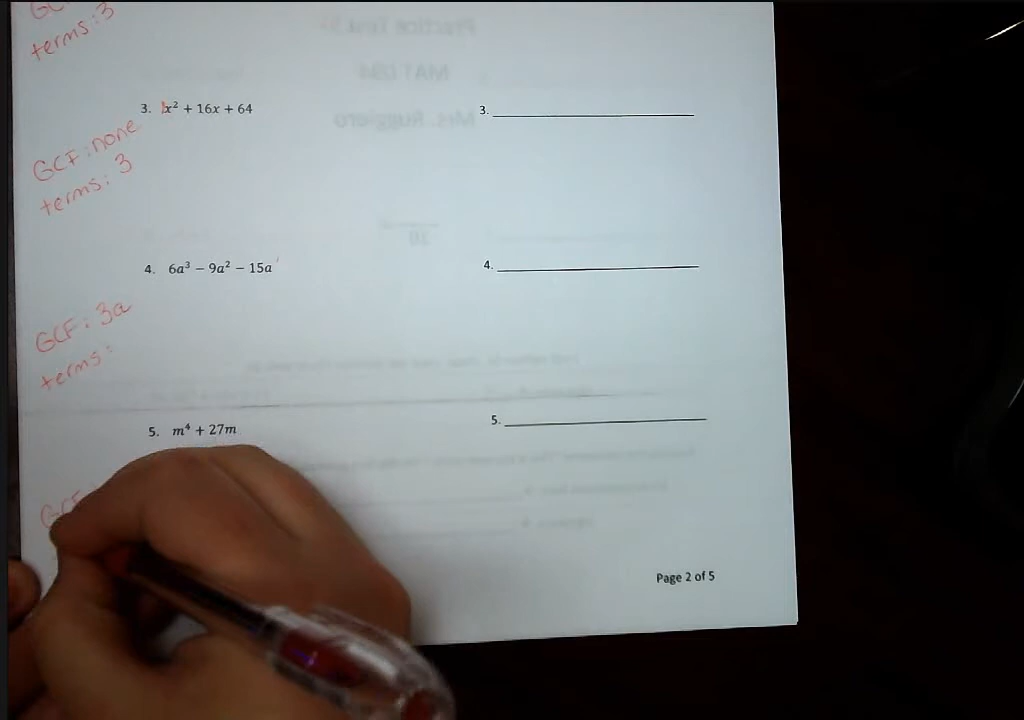 terms: 3
3. x² + 16x + 64
3.
GCF: none
terms: 3
4. 6a³ − 9a² − 15a
4.
GCF: 3a
terms:
5. m⁴ + 27m
5.
GCF
Page 2 of 5